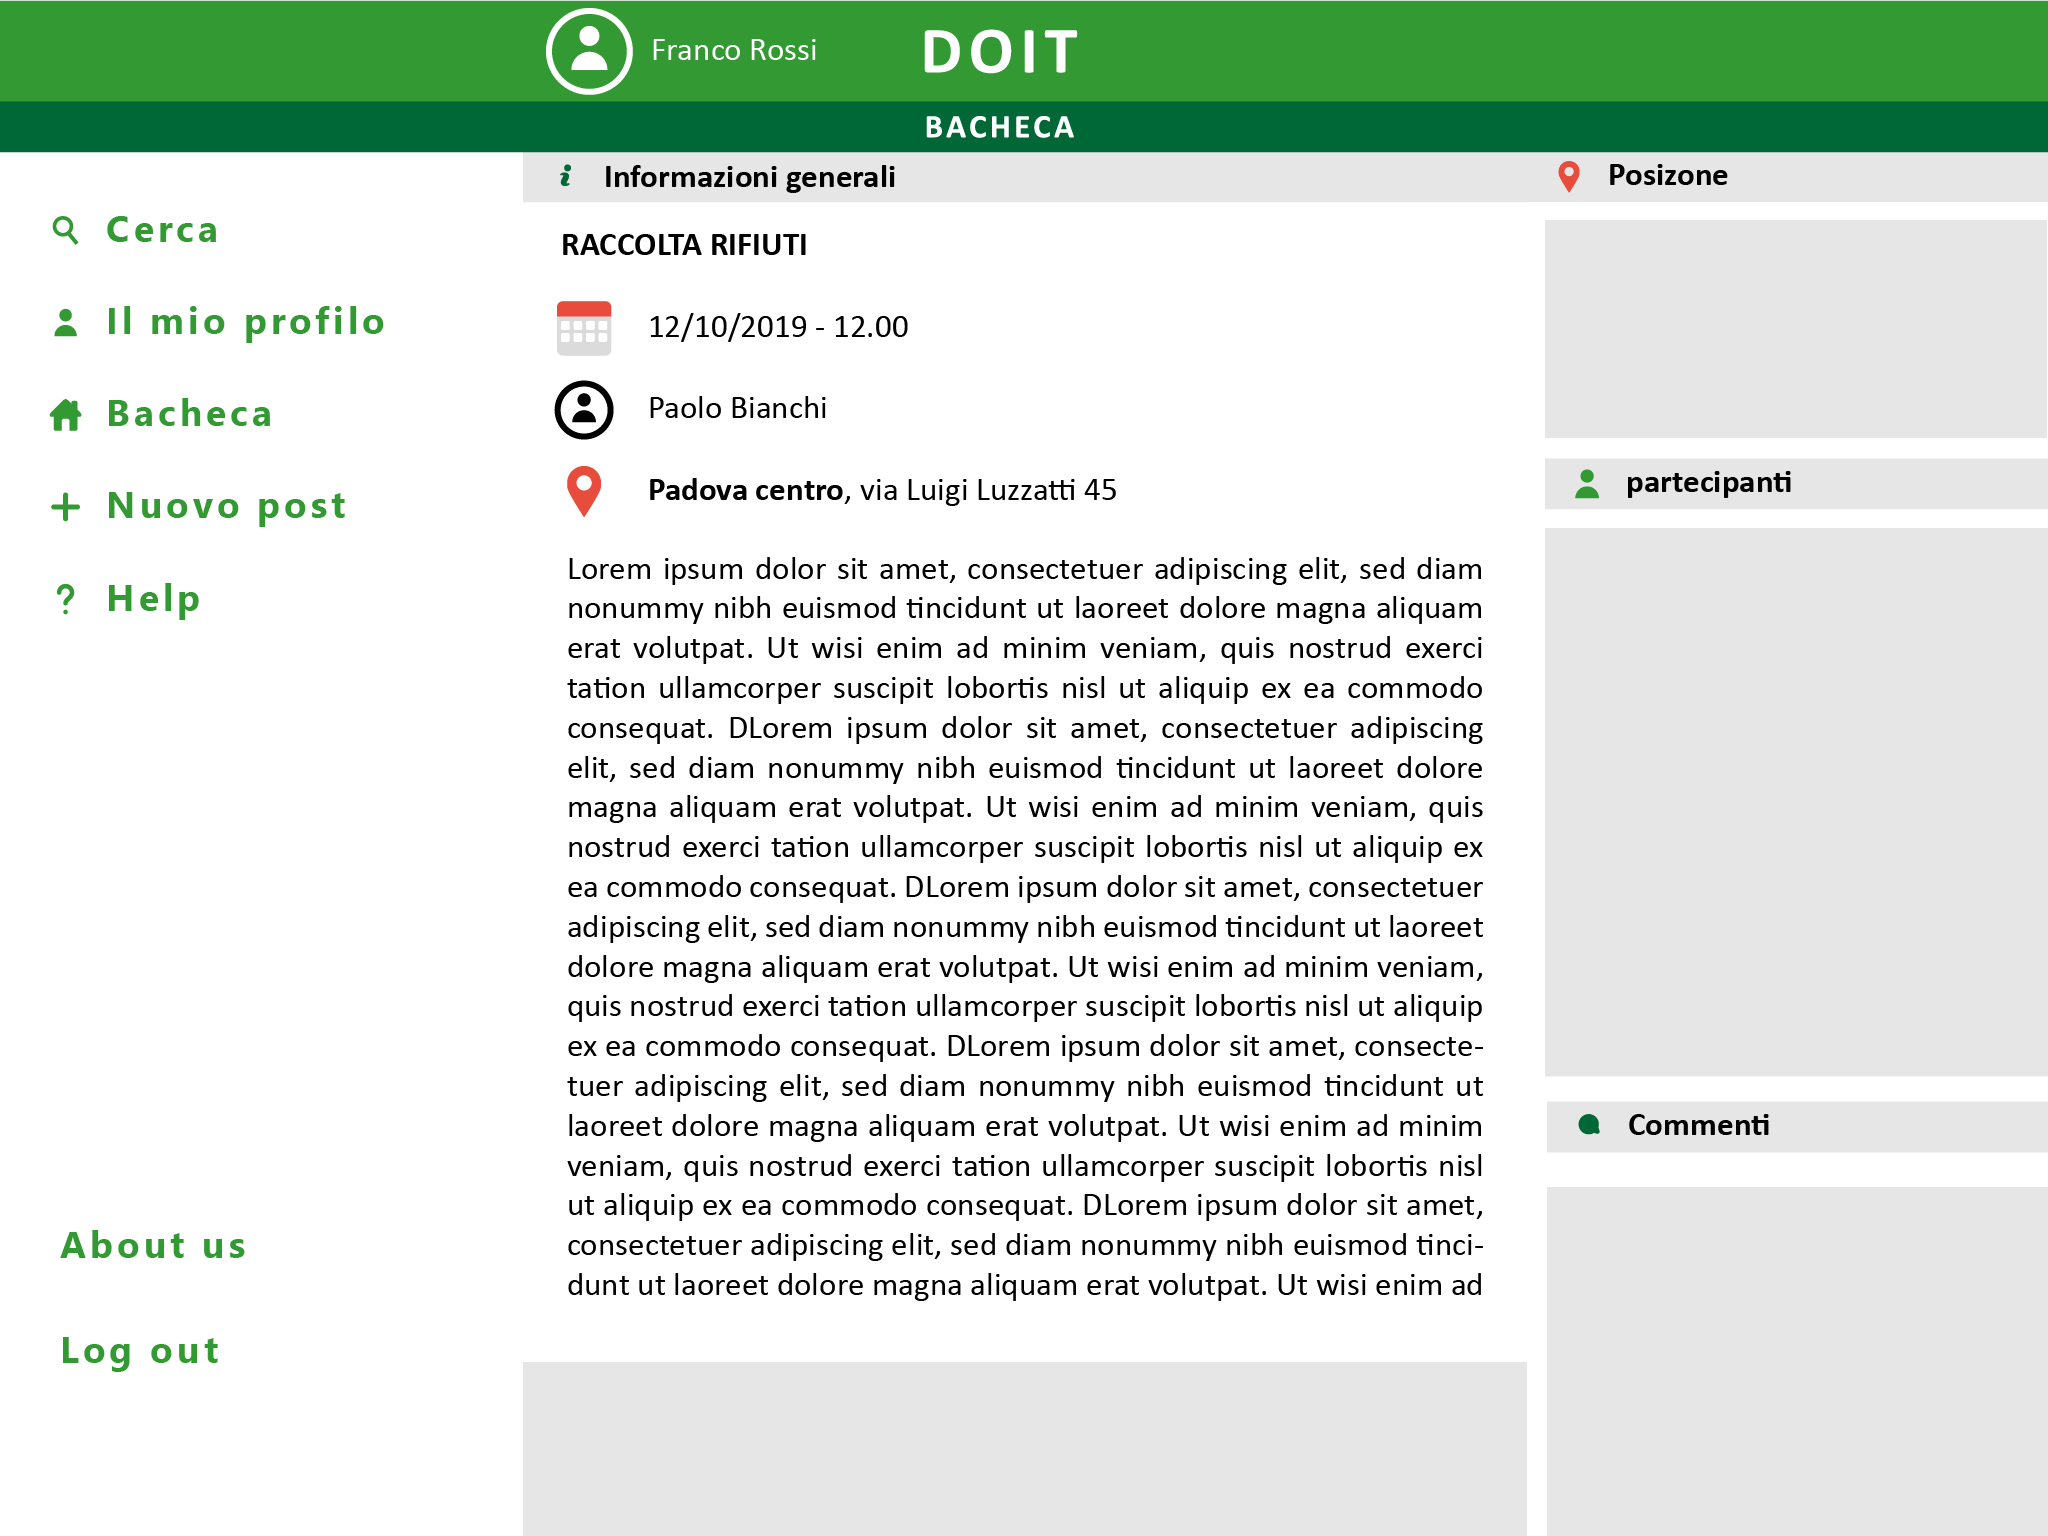 Franco Rossi
DOIT
BACHECA
Cerca
Il mio profilo
Bacheca
Nuovo post
Help
About us
Log out
Informazioni generali
RACCOLTA RIFIUTI
12/10/2019 - 12.00
Paolo Bianchi
Padova centro, via Luigi Luzzatti 45
Lorem ipsum dolor sit amet, consectetuer adipiscing elit, sed diam
nonummy nibh euismod tincidunt ut laoreet dolore magna aliquam
erat volutpat. Ut wisi enim ad minim veniam, quis nostrud exerci
tation ullamcorper suscipit lobortis nisl ut aliquip ex ea commodo
consequat. DLorem ipsum dolor sit amet, consectetuer adipiscing
elit, sed diam nonummy nibh euismod tincidunt ut laoreet dolore
magna aliquam erat volutpat. Ut wisi enim ad minim veniam, quis
nostrud exerci tation ullamcorper suscipit lobortis nisl ut aliquip ex
ea commodo consequat. DLorem ipsum dolor sit amet, consectetuer
adipiscing elit, sed diam nonummy nibh euismod tincidunt ut laoreet
dolore magna aliquam erat volutpat. Ut wisi enim ad minim veniam,
quis nostrud exerci tation ullamcorper suscipit lobortis nisl ut aliquip
ex ea commodo consequat. DLorem ipsum dolor sit amet, consecte-
tuer adipiscing elit, sed diam nonummy nibh euismod tincidunt ut
laoreet dolore magna aliquam erat volutpat. Ut wisi enim ad minim
veniam, quis nostrud exerci tation ullamcorper suscipit lobortis nisl
ut aliquip ex ea commodo consequat. DLorem ipsum dolor sit amet,
consectetuer adipiscing elit, sed diam nonummy nibh euismod tinci-
dunt ut laoreet dolore magna aliquam erat volutpat. Ut wisi enim ad
Posizone
partecipanti
Commenti